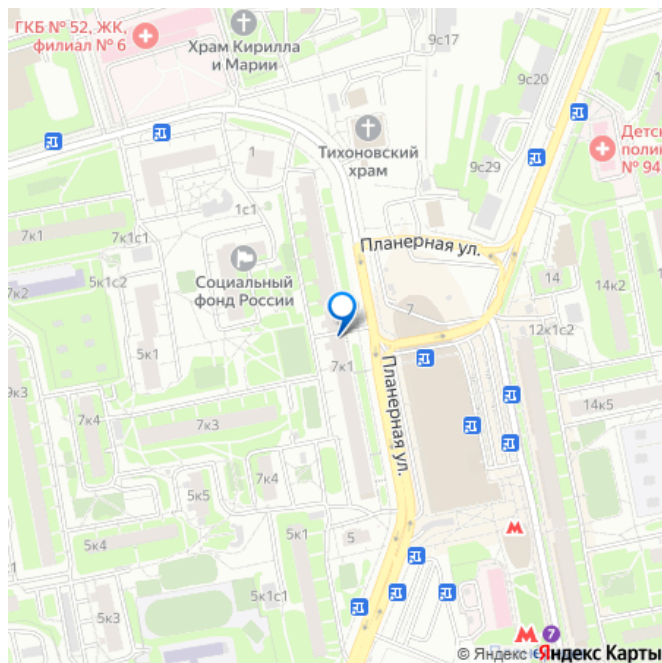 ГКБ № 52, ЖК,
филиал № 6
Храм Кирилла
и Марии
9с17
9с20
Детс
поли
№ 94
Тихоновский
храм
9с29
1
1с1
7к1
7к1с1
Планерная ул.
5к1с2
7к2
Социальный
фонд России
14
14к2
7
12к1с2
5к1
7к1
9к3
7к4
7к3
Планерная ул.
14к5
7к4
5к5
5к4
5к1
5
5к1с1
5к3
7
© Яндекс
Яндекс Карты